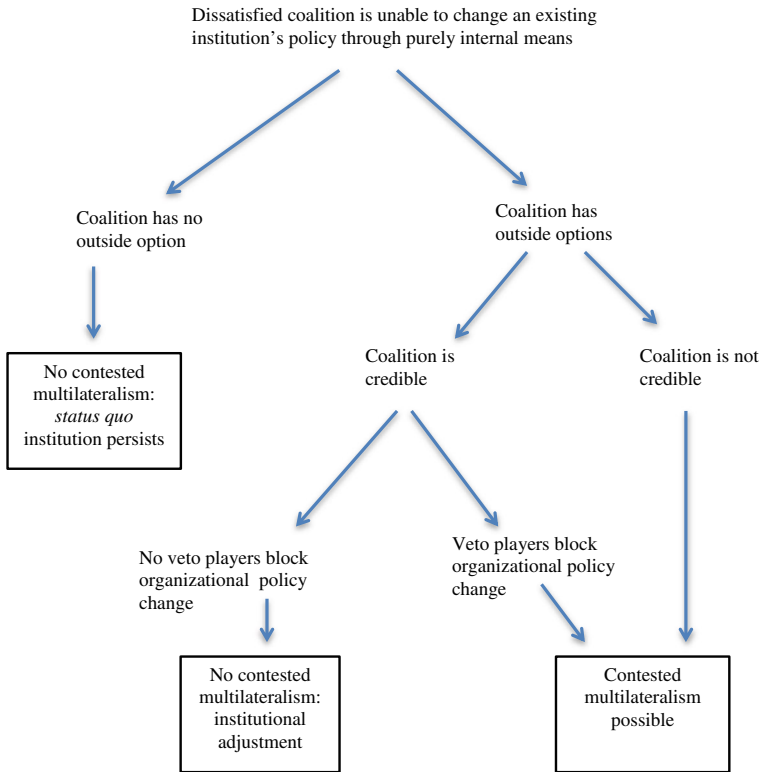 Dissatisfied coalition is unable to change an existing
institution’s policy through purely internal means
Coalition has no
outside option
Coalition has
outside options
Coalition is
credible
Coalition is not
credible
No contested
multilateralism:
status quo
institution persists
No veto players block
organizational policy
change
Veto players block
organizational policy
change
No contested
multilateralism:
institutional
adjustment
Contested
multilateralism
possible